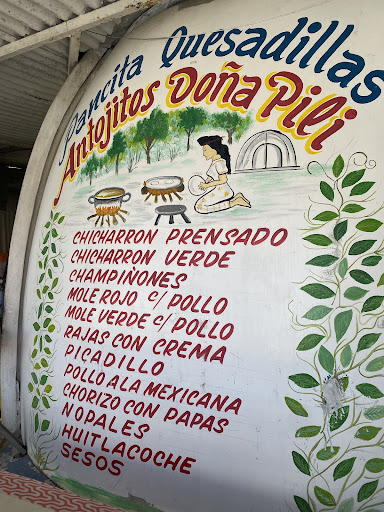 Pancita Quesadillas
Antojitos Doña Pili
CHICHARRON PRENSADO
CHICHARRON VERDE
CHAMPIÑONES
MOLE ROJO C/ POLLO
MOLE VERDE C/ POLLO
RAJAS CON CREMA
PICADILLO
POLLO A LA MEXICANA
CHORIZO CON PAPAS
NOPALES
HUITLACOCHE
SESOS